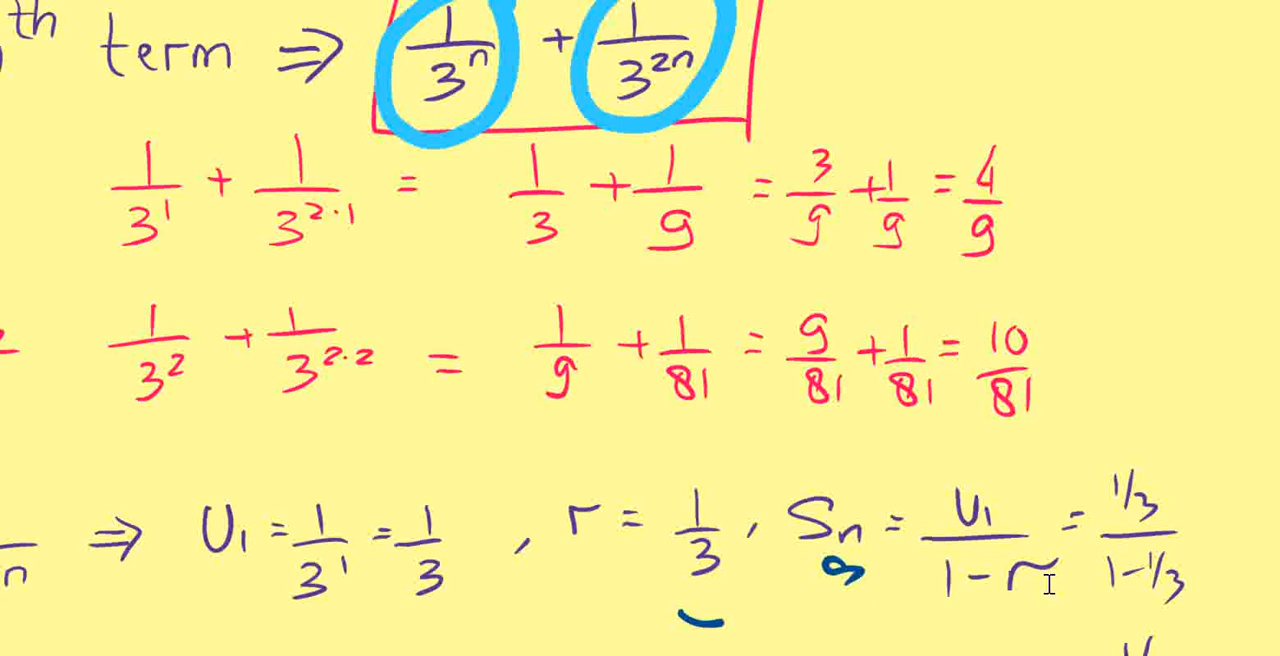 th term ⇒ 1/3^n + 1/3^2n
1/3^1 + 1/3^2·1 = 1/3 + 1/9 = 3/9 + 1/9 = 4/9
1/3^2 + 1/3^2·2 = 1/9 + 1/81 = 9/81 + 1/81 = 10/81
n ⇒ U1 = 1/3^1 = 1/3 , r = 1/3 , Sn = U1/1-r = 1/3/1-1/3
∞